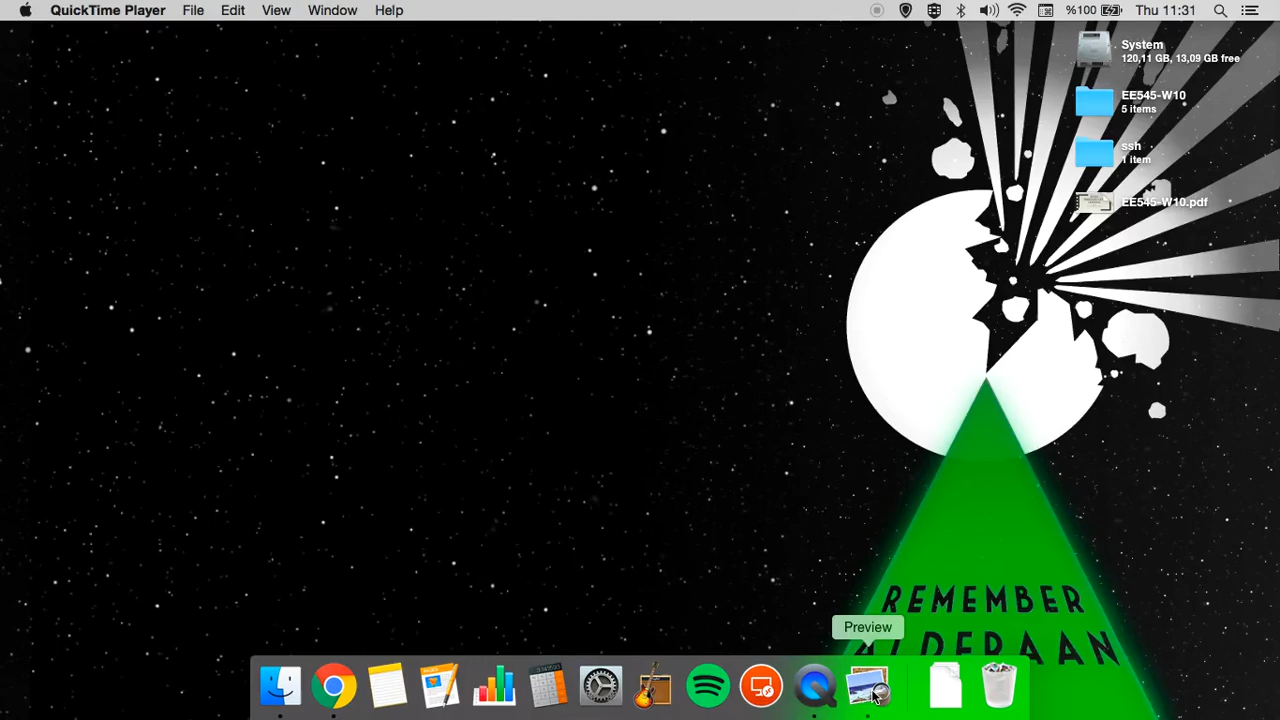 QuickTime Player File Edit View Window Help %100 Thu 11:31
System
120,11 GB, 13,09 GB free
EE545-W10
5 items
ssh
1 item
EE545-W10.pdf
REMEMBER
ALDERAAN
Preview